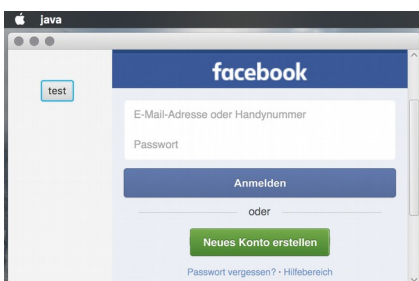 java
test
facebook
E-Mail-Adresse oder Handynummer
Passwort
Anmelden
oder
Neues Konto erstellen
Passwort vergessen? · Hilfebereich